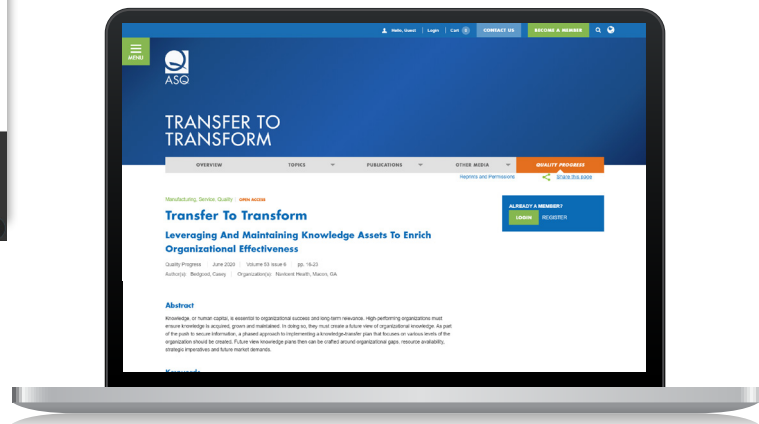 Hello, Guest | Login | Cart 0 CONTACT US BECOME A MEMBER
MENU
ASQ
TRANSFER TO
TRANSFORM
OVERVIEW TOPICS PUBLICATIONS OTHER MEDIA QUALITY PROGRESS
Reprints and Permissions Share this page
Manufacturing, Service, Quality | OPEN ACCESS
ALREADY A MEMBER?
LOGIN REGISTER
Transfer To Transform
Leveraging And Maintaining Knowledge Assets To Enrich
Organizational Effectiveness
Quality Progress | June 2020 | Volume 53 Issue 6 | pp. 16-23
Author(s): Bedgood, Casey | Organization(s): Navicent Health, Macon, GA
Abstract
Knowledge, or human capital, is essential to organizational success and long-term relevance. High-performing organizations must
ensure knowledge is acquired, grown and maintained. In doing so, they must create a future view of organizational knowledge. As part
of the push to secure information, a phased approach to implementing a knowledge-transfer plan that focuses on various levels of the
organization should be created. Future view knowledge plans then can be crafted around organizational gaps, resource availability,
strategic imperatives and future market demands.
Keywords